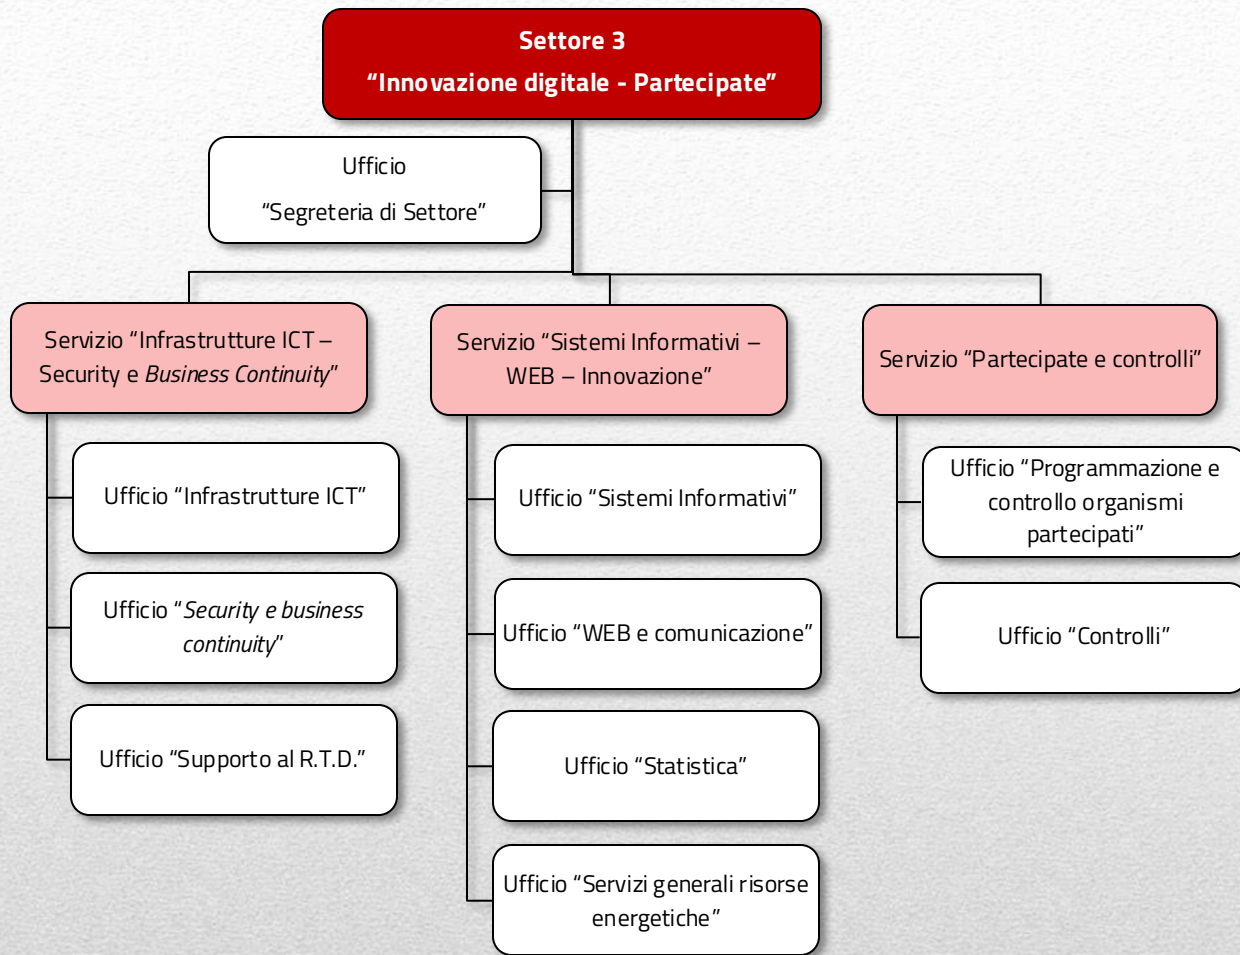 Settore 3
“Innovazione digitale - Partecipate”
Ufficio
“Segreteria di Settore”
Servizio “Infrastrutture ICT –
Security e Business Continuity”
Ufficio “Infrastrutture ICT”
Ufficio “Security e business
continuity”
Ufficio “Supporto al R.T.D.”
Servizio “Sistemi Informativi –
WEB – Innovazione”
Ufficio “Sistemi Informativi”
Ufficio “WEB e comunicazione”
Ufficio “Statistica”
Ufficio “Servizi generali risorse
energetiche”
Servizio “Partecipate e controlli”
Ufficio “Programmazione e
controllo organismi
partecipati”
Ufficio “Controlli”